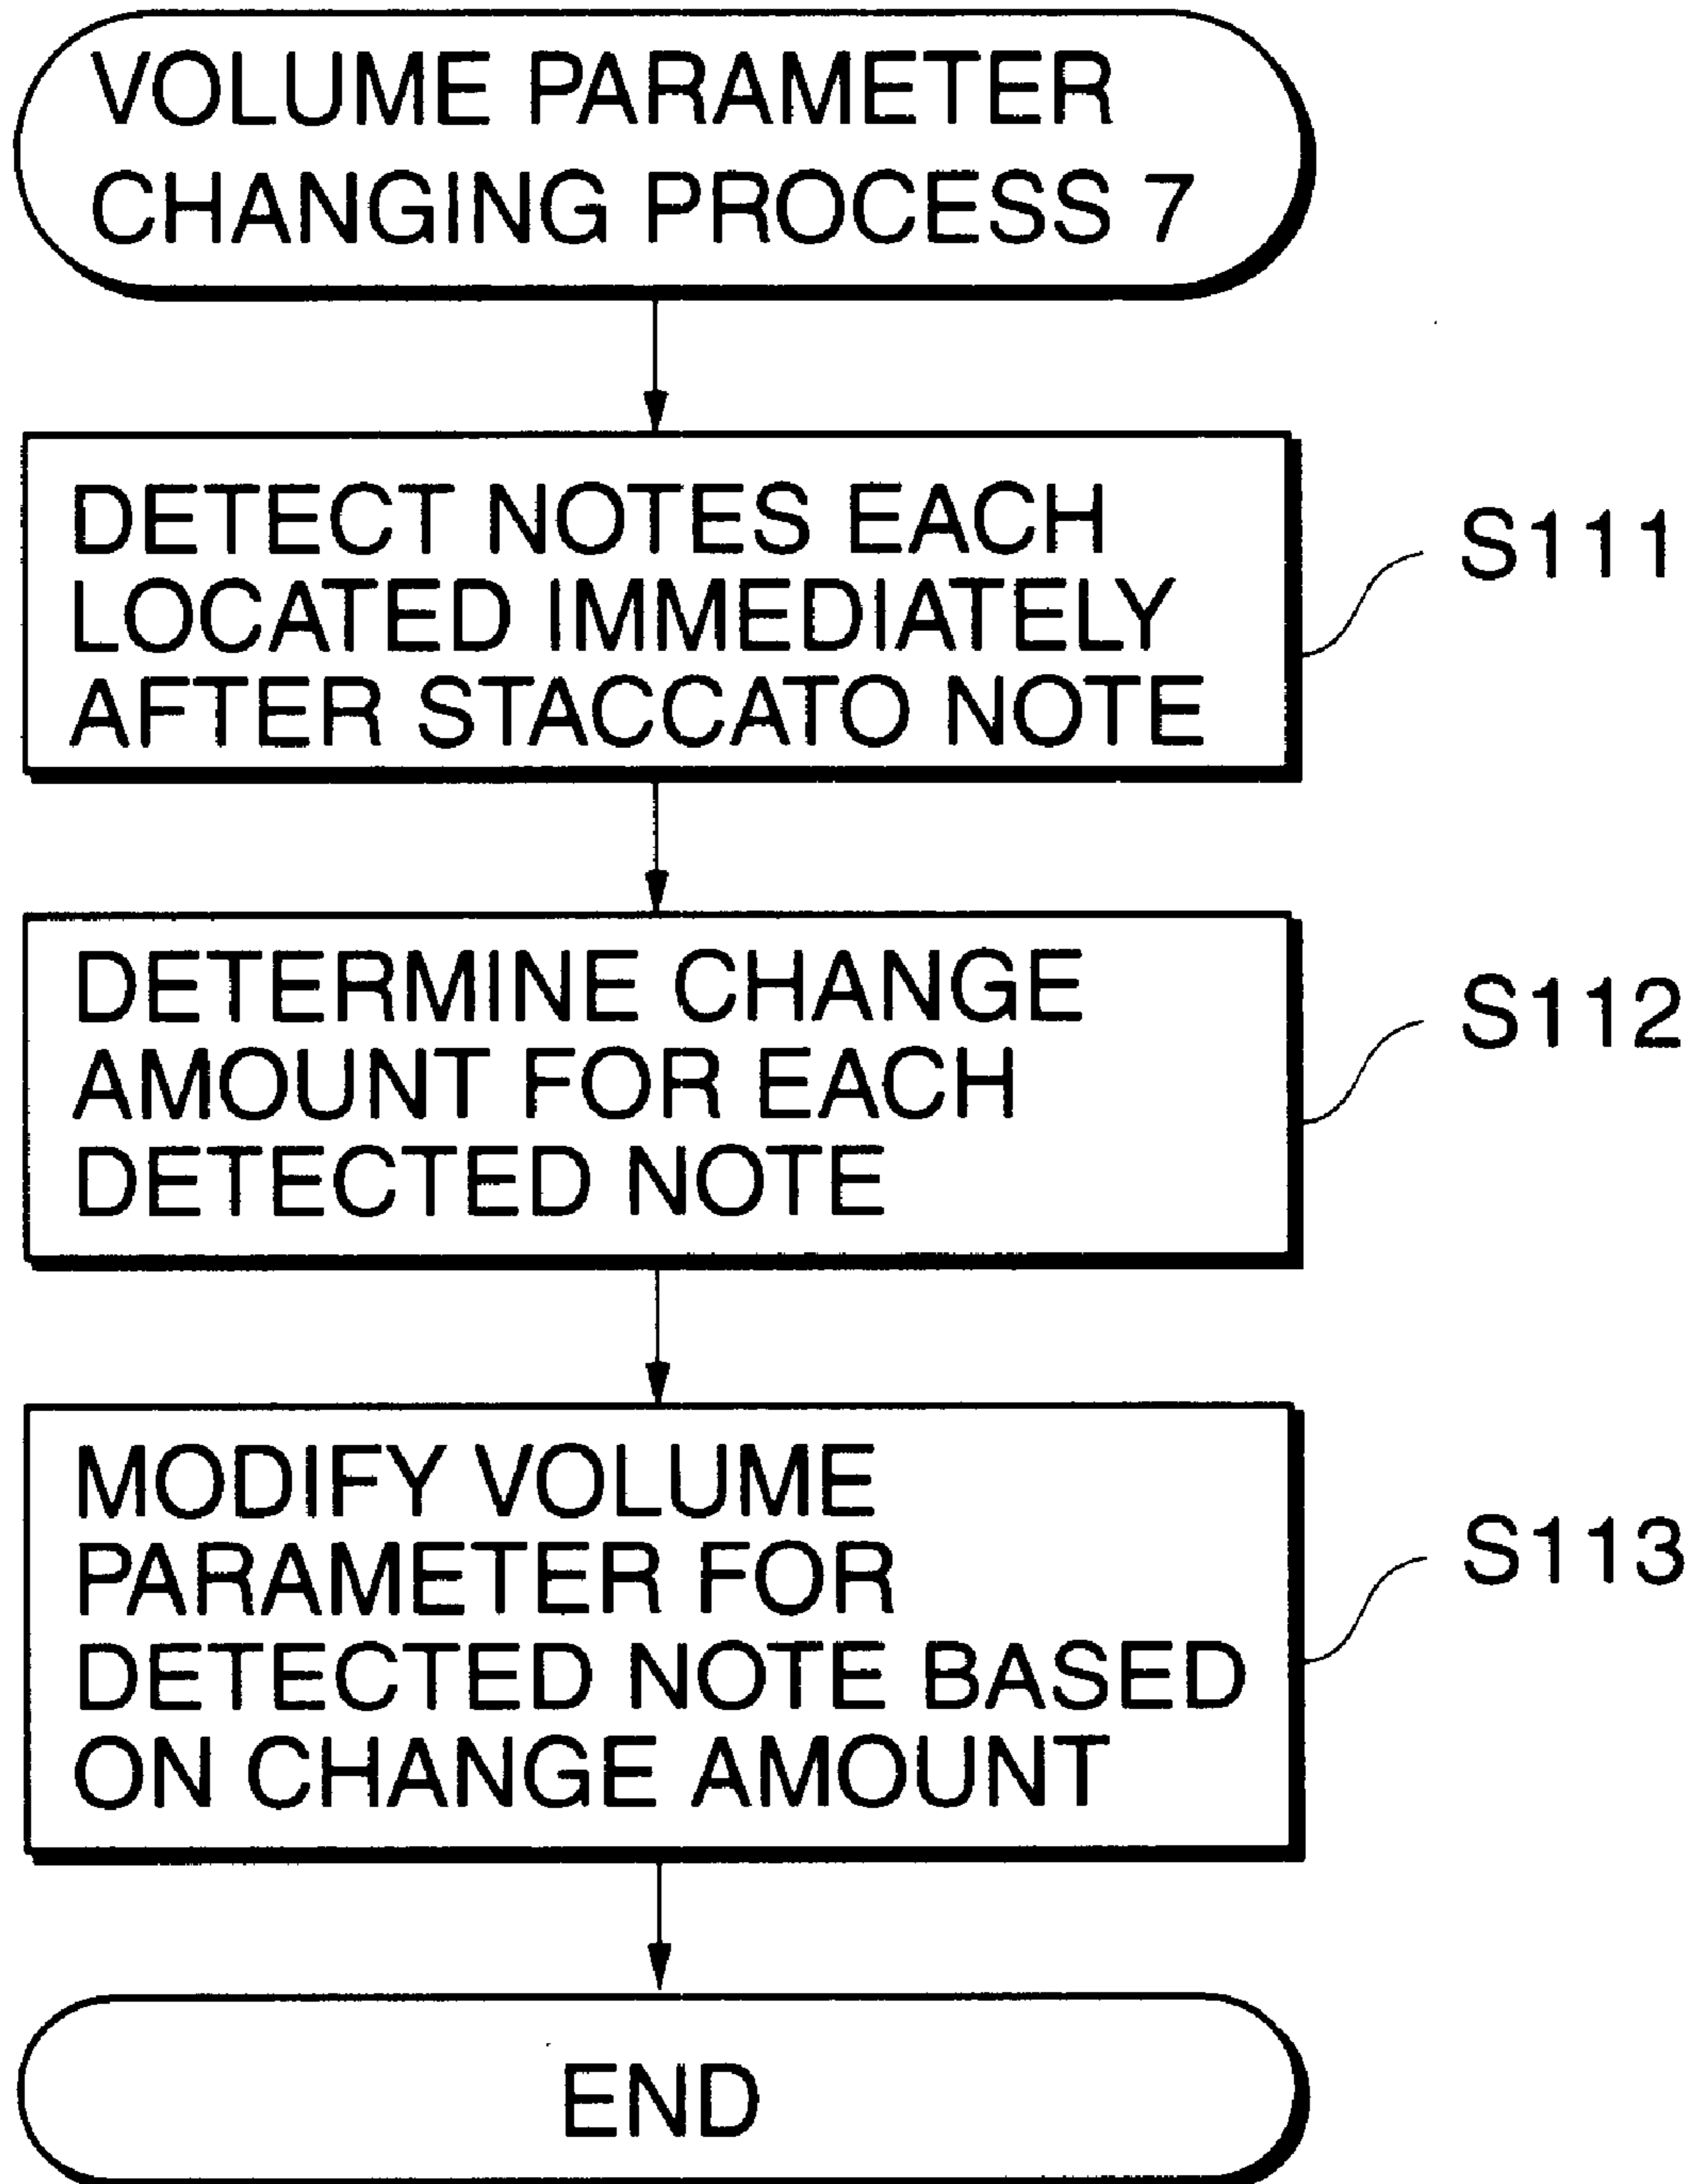 VOLUME PARAMETER
CHANGING PROCESS 7
DETECT NOTES EACH
LOCATED IMMEDIATELY
AFTER STACCATO NOTE
S111
DETERMINE CHANGE
AMOUNT FOR EACH
DETECTED NOTE
S112
MODIFY VOLUME
PARAMETER FOR
DETECTED NOTE BASED
ON CHANGE AMOUNT
S113
END